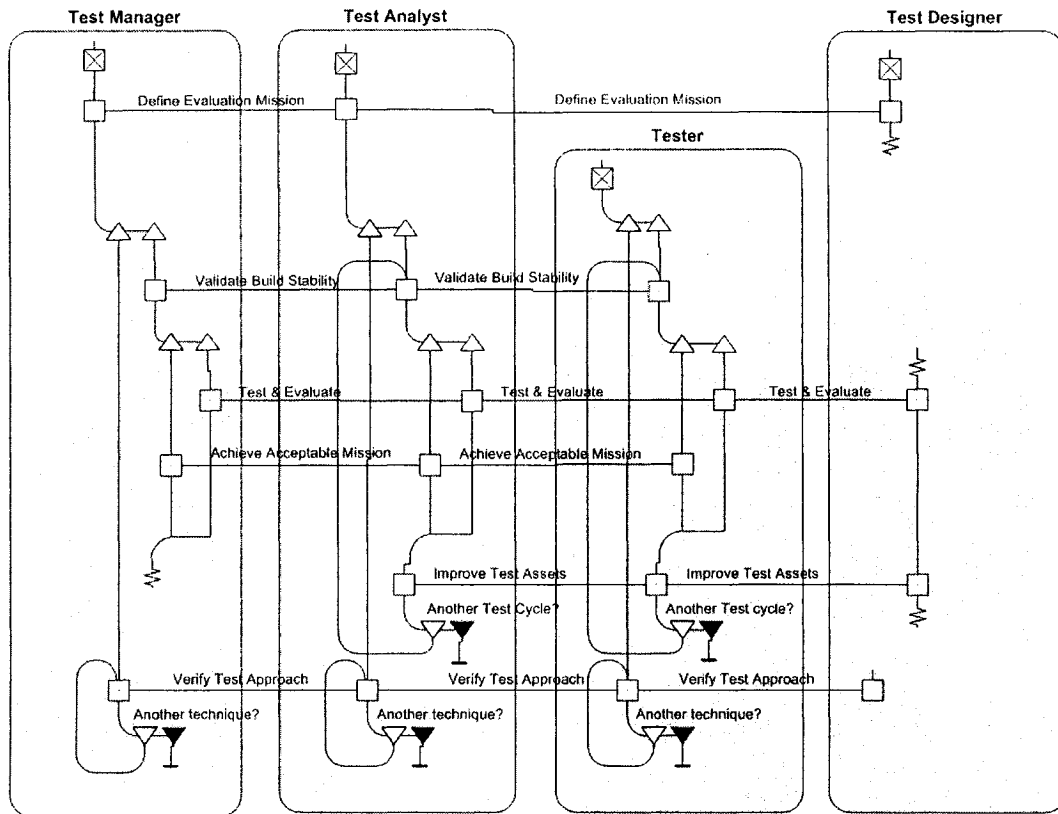 Test Manager
Test Analyst
Test Designer
Define Evaluation Mission
Define Evaluation Mission
Tester
Validate Build Stability
Validate Build Stability
Test & Evaluate
Test & Evaluate
Test & Evaluate
Achieve Acceptable Mission
Achieve Acceptable Mission
Improve Test Assets
Improve Test Assets
Another Test Cycle?
Another Test cycle?
Verify Test Approach
Verify Test Approach
Verify Test Approach
Another technique?
Another technique?
Another technique?